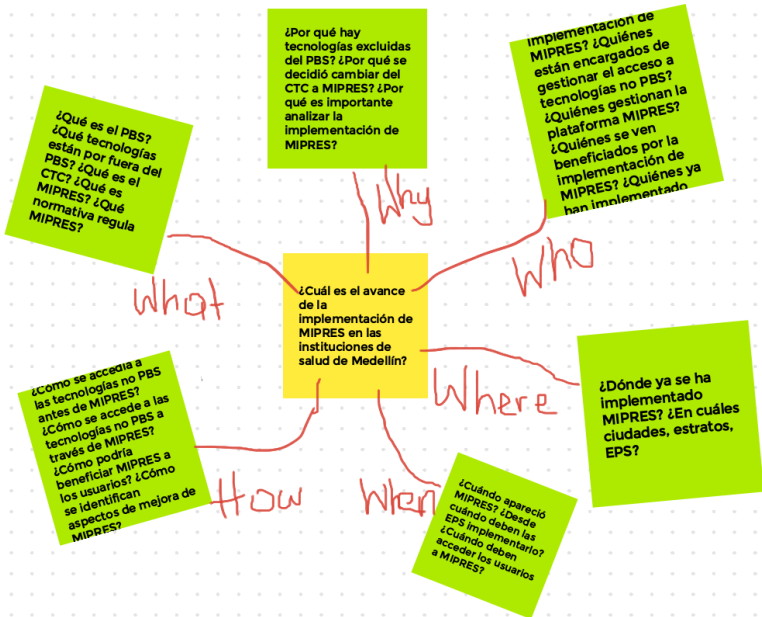 ¿Por qué hay
tecnologías excluidas
del PBS? ¿Por qué se
decidió cambiar del
CTC a MIPRES? ¿Por
qué es importante
analizar la
implementación de
MIPRES?
Why
implementación de
MIPRES? ¿Quiénes
están encargados de
gestionar el acceso a
tecnologías no PBS?
¿Quiénes gestionan la
plataforma MIPRES?
¿Quiénes se ven
beneficiados por la
implementación de
MIPRES? ¿Quiénes ya
han implementado
Who
¿Qué es el PBS?
¿Qué tecnologías
están por fuera del
PBS? ¿Qué es el
CTC? ¿Qué es
MIPRES? ¿Qué
normativa regula
MIPRES?
What
¿Cuál es el avance
de la
implementación de
MIPRES en las
instituciones de
salud de Medellín?
¿Dónde ya se ha
implementado
MIPRES? ¿En cuáles
ciudades, estratos,
EPS?
Where
¿Cómo se accedía a
las tecnologías no PBS
antes de MIPRES?
¿Cómo se accede a las
tecnologías no PBS a
través de MIPRES?
¿Cómo podría
beneficiar MIPRES a
los usuarios? ¿Cómo
se identifican
aspectos de mejora de
MIPRES?
How
When
¿Cuándo apareció
MIPRES? ¿Desde
cuándo deben las
EPS implementarlo?
¿Cuándo deben
acceder los usuarios
a MIPRES?